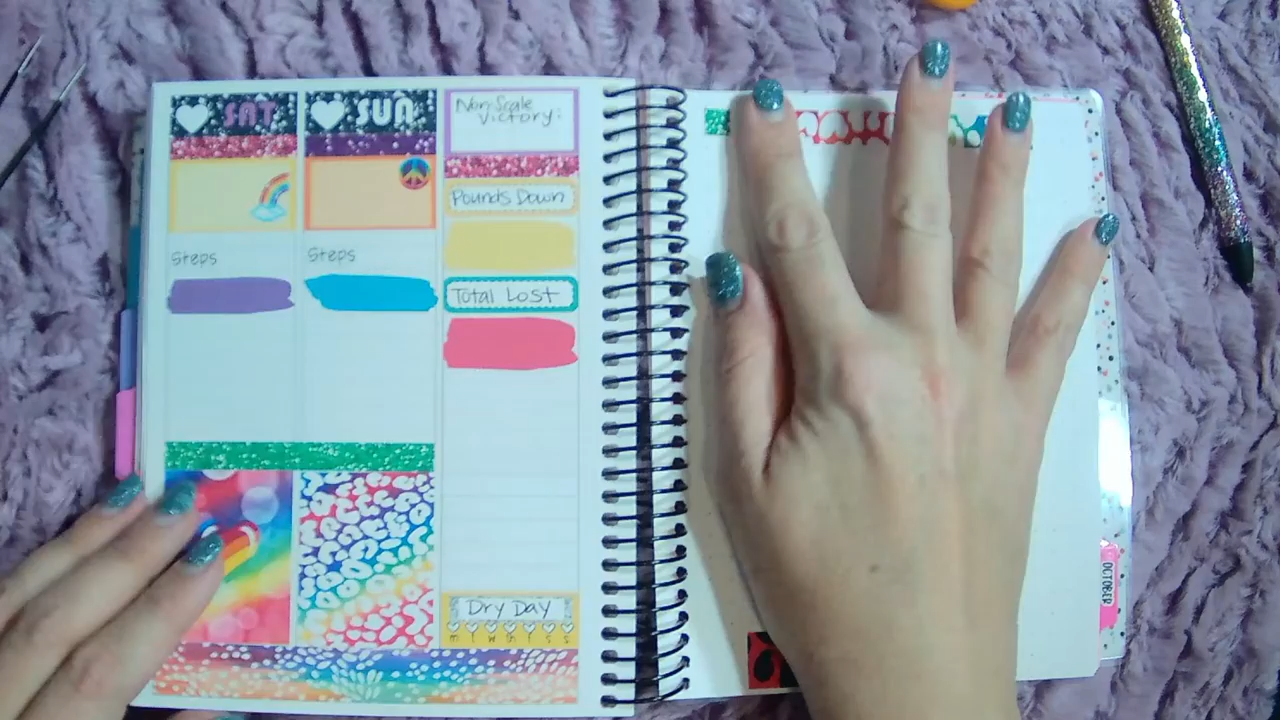 SAT
SUN
Non-Scale
Victory:
Pounds Down
Steps
Steps
Total Lost
Dry Day
m t w t f s s
OCTOBER